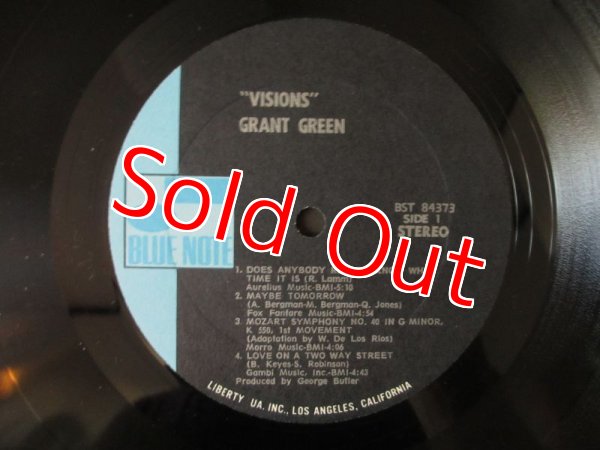 "VISIONS"
GRANT GREEN
Sold Out
BLUE NOTE
BST 84373
SIDE 1
STEREO
1. DOES ANYBODY WH
TIME IT IS (R. Lamm)
Aurelius Music-BMI-5:10
2. MAYBE TOMORROW
(A. Bergman-M. Bergman-Q. Jones)
Fox Fanfare Music-BMI-4:54
3. MOZART SYMPHONY NO. 40 IN G MINOR,
K 550, 1st MOVEMENT
(Adaptation by W. De Los Rios)
Morro Music-BMI-4:06
4. LOVE ON A TWO WAY STREET
(B. Keyes-S. Robinson)
Gambi Music, Inc.-BMI-4:43
Produced by George Butler
LIBERTY UA, INC., LOS ANGELES, CALIFORNIA